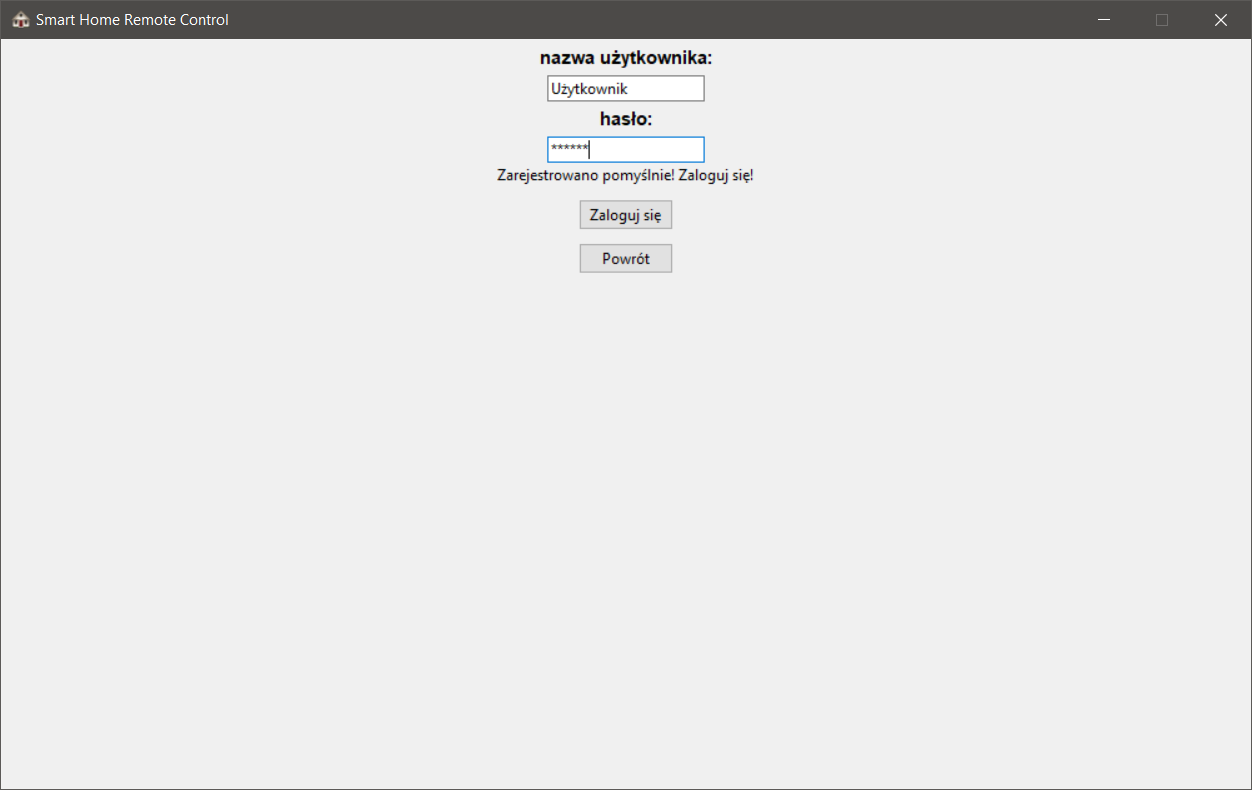 Smart Home Remote Control
nazwa użytkownika:
Użytkownik
hasło:
******
Zarejestrowano pomyślnie! Zaloguj się!
Zaloguj się
Powrót